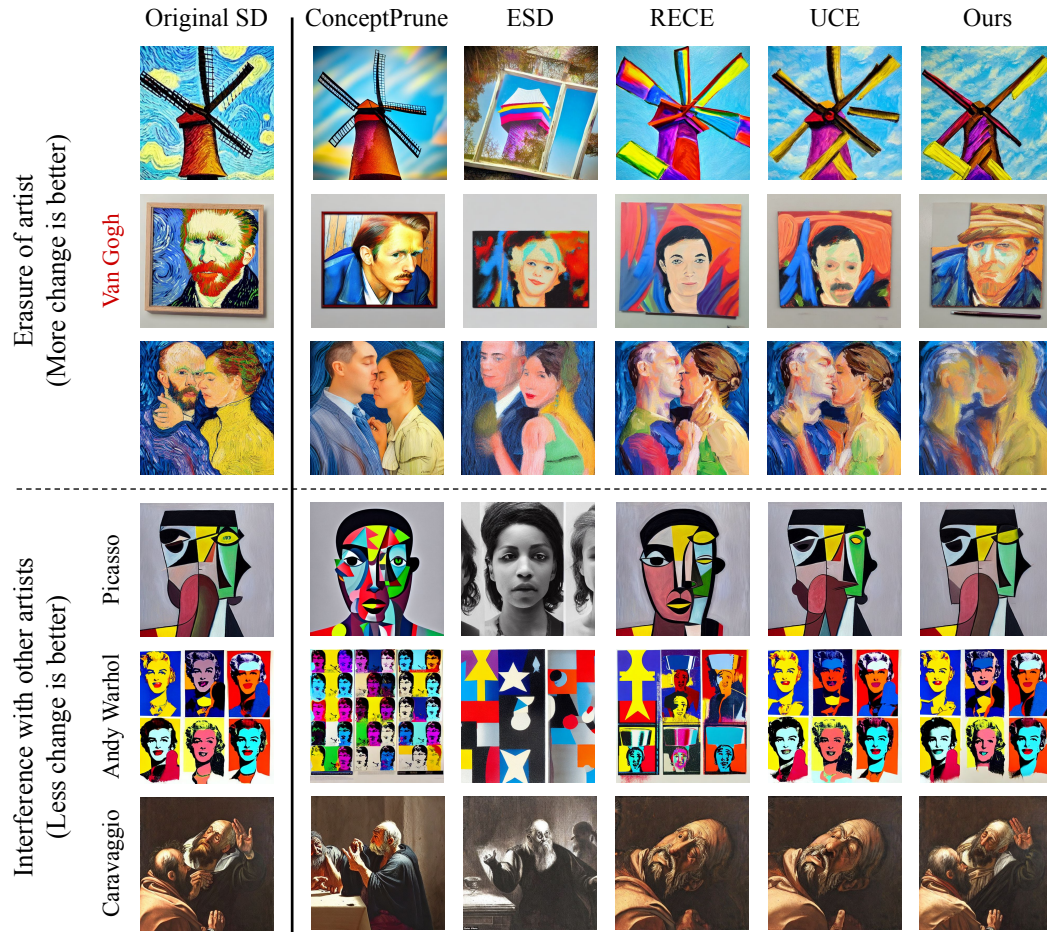 Original SD
ConceptPrune
ESD
RECE
UCE
Ours
Erasure of artist
(More change is better)
Van Gogh
Interference with other artists
(Less change is better)
Picasso
Andy Warhol
Caravaggio